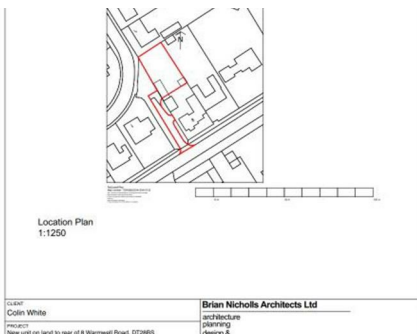 N
Location Plan
1:1250
CLIENT
Colin White
PROJECT
New unit on land to rear of 8 Warmwell Road, DT28BS
Brian Nicholls Architects Ltd
architecture
planning
design &